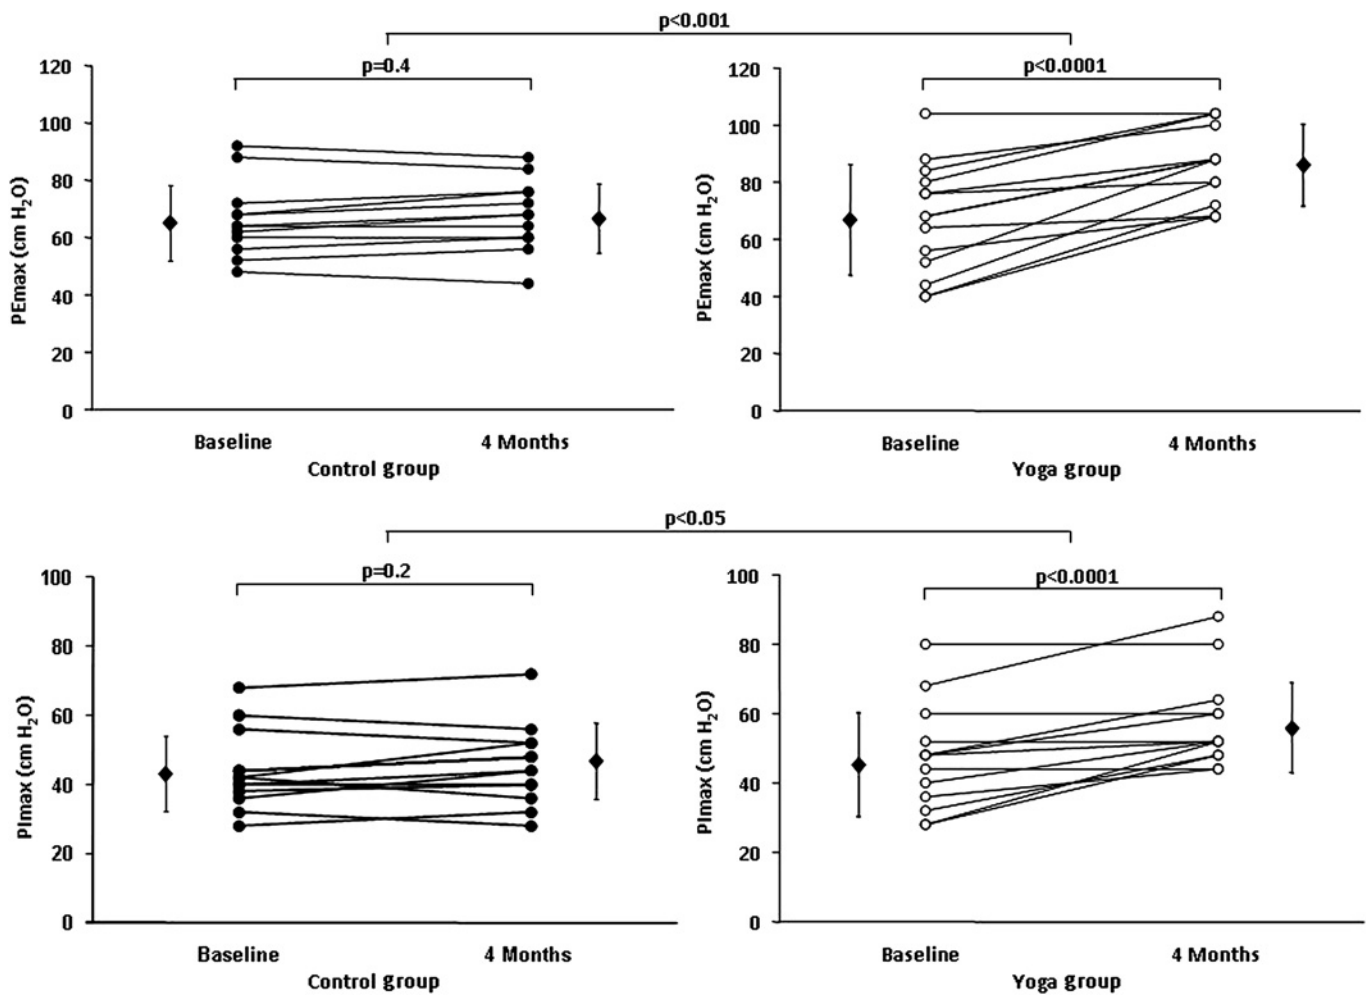 p<0.001
p=0.4
p<0.0001
120
100
80
60
40
20
0
PEmax (cm H₂O)
Baseline 4 Months
Control group
120
100
80
60
40
20
0
PEmax (cm H₂O)
Baseline 4 Months
Yoga group
p<0.05
p=0.2
p<0.0001
100
80
60
40
20
0
PImax (cm H₂O)
Baseline 4 Months
Control group
100
80
60
40
20
0
PImax (cm H₂O)
Baseline 4 Months
Yoga group